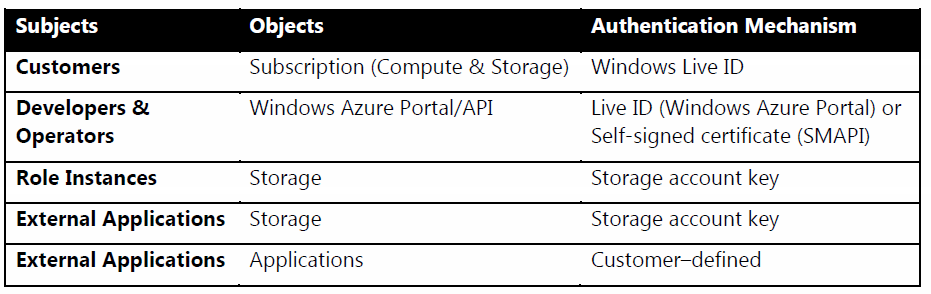 Subjects Objects Authentication Mechanism
Customers Subscription (Compute & Storage) Windows Live ID
Developers & Windows Azure Portal/API Live ID (Windows Azure Portal) or
Operators Self-signed certificate (SMAPI)
Role Instances Storage Storage account key
External Applications Storage Storage account key
External Applications Applications Customer–defined